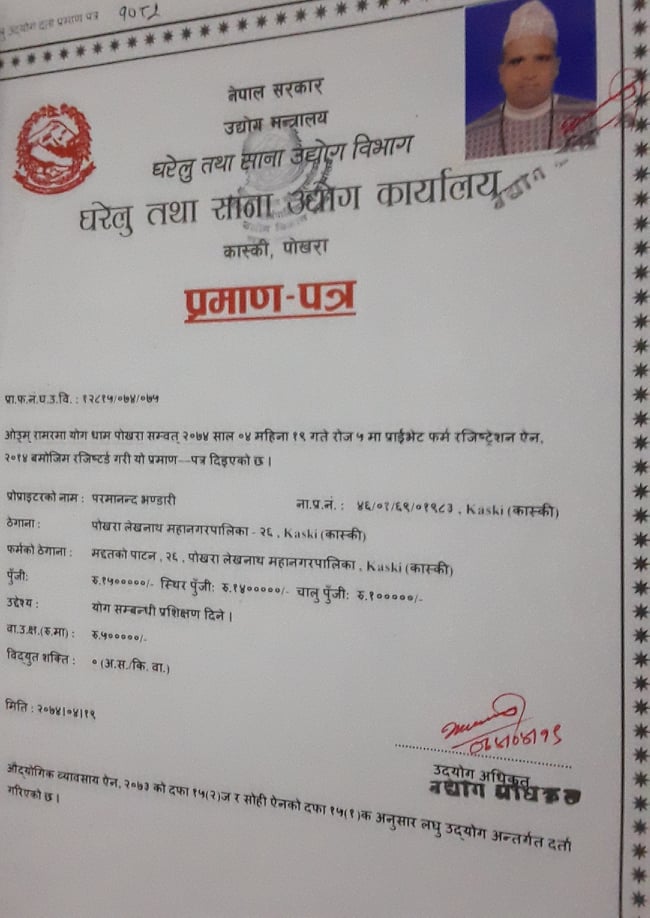 उद्योग दर्ता प्रमाण पत्र १०८५
नेपाल सरकार
उद्योग मन्त्रालय
घरेलु तथा साना उद्योग विभाग
घरेलु तथा साना उद्योग कार्यालय
कास्की, पोखरा
प्रमाण-पत्र
प्रा.फ.नं.घ.उ.वि. : १२८१५/०७४/०७५
ओउम् रामरमा योग धाम पोखरा सम्वत् २०७४ साल ०४ महिना १९ गते रोज ५ मा प्राईभेट फर्म रजिष्ट्रेशन ऐन,
२०१४ बमोजिम रजिष्टर्ड गरी यो प्रमाण—पत्र दिइएको छ ।
प्रोप्राइटरको नाम : परमानन्द भण्डारी ना.प्र.नं. : ४६/०१/६९/०१९८३ , Kaski (कास्की)
ठेगाना : पोखरा लेखनाथ महानगरपालिका - २६ , Kaski (कास्की)
फर्मको ठेगाना : मद्दतको पाटन , २६ , पोखरा लेखनाथ महानगरपालिका , Kaski (कास्की)
पुँजी: रु.१५०००००/- स्थिर पुँजी: रु.१४०००००/- चालु पुँजी: रु.१०००००/-
उद्देश्य : योग सम्बन्धी प्रशिक्षण दिने ।
वा.उ.क्ष.(रु.मा) : रु.५०००००/-
विद्युत शक्ति : ० (अ.स./कि. वा.)
मिति : २०७४।०४।१९
उद्योग अधिकृत
औद्योगिक व्यावसाय ऐन, २०७३ को दफा १५(२)ज र सोही ऐनको दफा १५(१)क अनुसार लघु उद्योग अन्तर्गत दर्ता
गरिएको छ ।